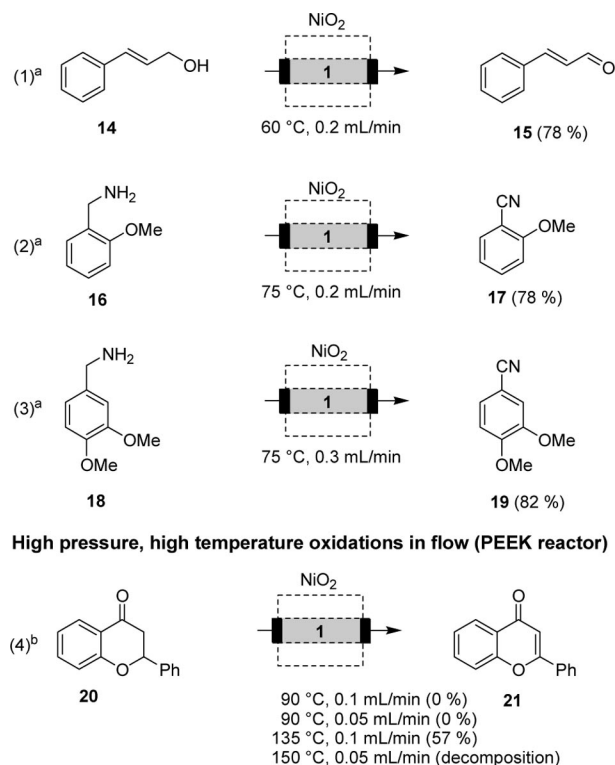 NiO₂
OH
(1)ᵃ
1
O
14
60 °C, 0.2 mL/min
15 (78 %)
NH₂
NiO₂
CN
(2)ᵃ
OMe
1
OMe
16
75 °C, 0.2 mL/min
17 (78 %)
NH₂
NiO₂
CN
(3)ᵃ
1
OMe
OMe
OMe
OMe
75 °C, 0.3 mL/min
18
19 (82 %)
High pressure, high temperature oxidations in flow (PEEK reactor)
O
NiO₂
O
(4)ᵇ
1
O
Ph
O
Ph
20
21
90 °C, 0.1 mL/min (0 %)
90 °C, 0.05 mL/min (0 %)
135 °C, 0.1 mL/min (57 %)
150 °C, 0.05 mL/min (decomposition)